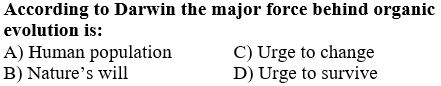 According to Darwin the major force behind organic
evolution is:
A) Human population C) Urge to change
B) Nature's will D) Urge to survive